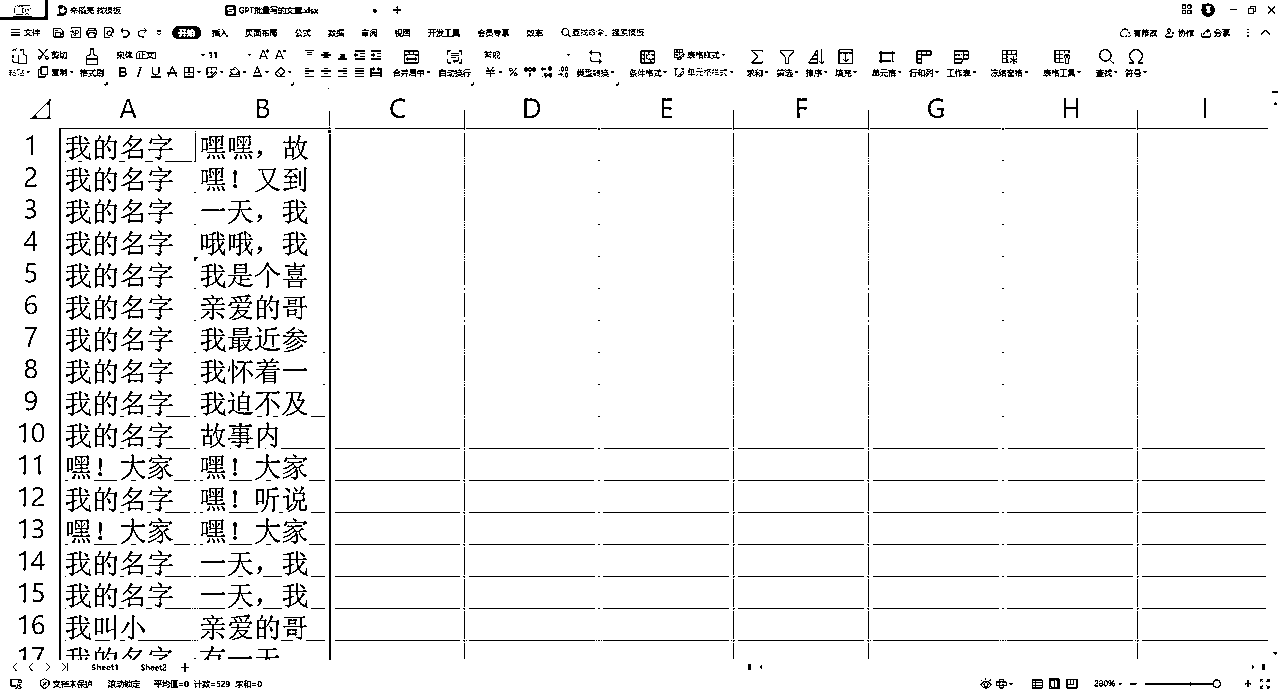 稻壳 找模板 GPT批量写的文章.xlsx
文件 开始 插入 页面布局 公式 数据 审阅 视图 开发工具 会员专享 效率 查找命令、搜索模板 有修改 协作 分享
剪切 宋体 (正文) 11 常规 表格样式
粘贴 复制 格式刷 合并居中 自动换行 类型转换 条件格式 单元格样式 求和 筛选 排序 填充 单元格 行和列 工作表 冻结窗格 表格工具 查找 符号
A B C D E F G H I
1 我的名字 嘿嘿，故
2 我的名字 嘿！又到
3 我的名字 一天，我
4 我的名字 哦哦，我
5 我的名字 我是个喜
6 我的名字 亲爱的哥
7 我的名字 我最近参
8 我的名字 我怀着一
9 我的名字 我迫不及
10 我的名字 故事内
11 嘿！大家 嘿！大家
12 我的名字 嘿！听说
13 嘿！大家 嘿！大家
14 我的名字 一天，我
15 我的名字 一天，我
16 我叫小 亲爱的哥
17 我的名字 有一天
Sheet1 Sheet2
文档未保护 滚动锁定 平均值=0 计数=529 求和=0 280%